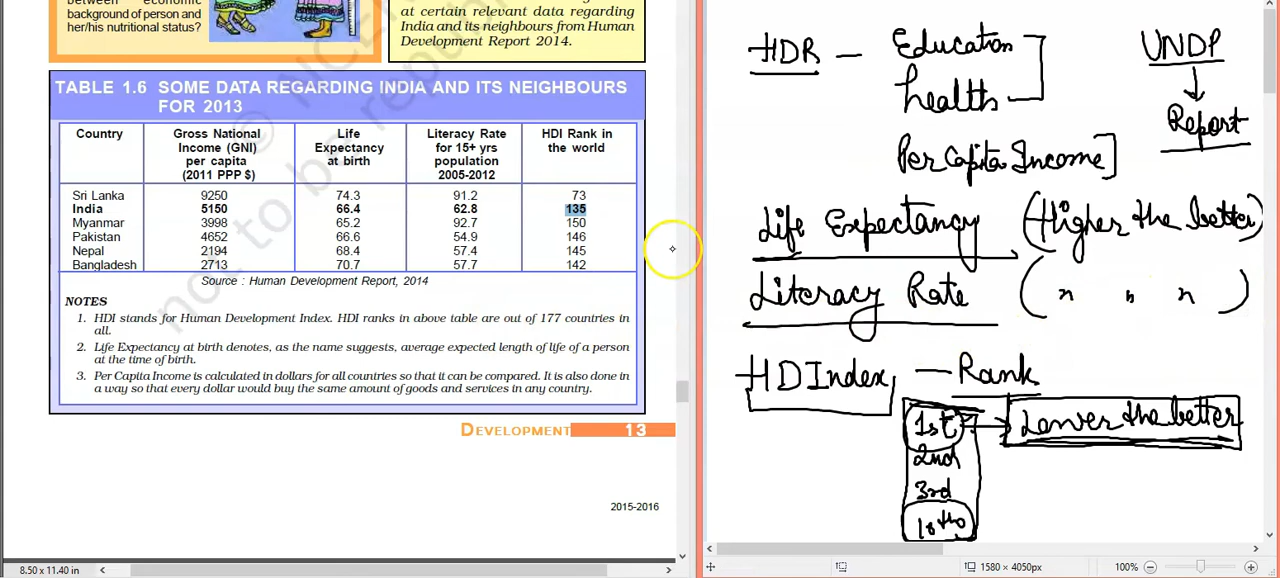 between economic
background of person and
her/his nutritional status?
at certain relevant data regarding
India and its neighbours from Human
Development Report 2014.
TABLE 1.6 SOME DATA REGARDING INDIA AND ITS NEIGHBOURS
FOR 2013
Country Gross National Income (GNI) per capita (2011 PPP $) Life Expectancy at birth Literacy Rate for 15+ yrs population 2005-2012 HDI Rank in the world
Sri Lanka 9250 74.3 91.2 73
India 5150 66.4 62.8 135
Myanmar 3998 65.2 92.7 150
Pakistan 4652 66.6 54.9 146
Nepal 2194 68.4 57.4 145
Bangladesh 2713 70.7 57.7 142
Source : Human Development Report, 2014
NOTES
1. HDI stands for Human Development Index. HDI ranks in above table are out of 177 countries in
all.
2. Life Expectancy at birth denotes, as the name suggests, average expected length of life of a person
at the time of birth.
3. Per Capita Income is calculated in dollars for all countries so that it can be compared. It is also done in
a way so that every dollar would buy the same amount of goods and services in any country.
DEVELOPMENT 13
2015-2016
8.50 x 11.40 in
© NCE
not to be repu
HDR — Education
health
Per Capita Income]
UNDP
Report
Life Expectancy (Higher the better)
Literacy Rate ( " " " )
HDIndex — Rank
1st Lower the better
2nd
3rd
1580 × 4050px 100%